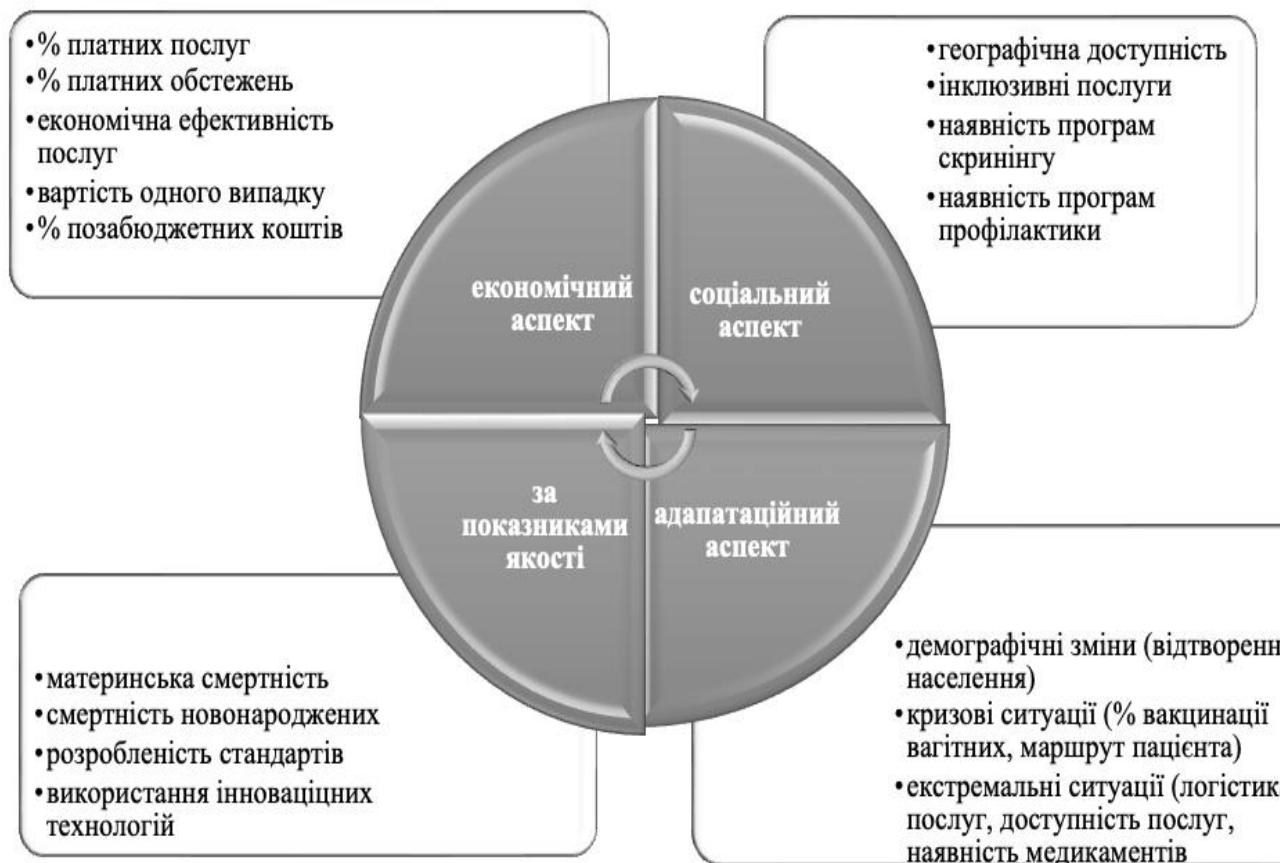 •% платних послуг
•% платних обстежень
•економічна ефективність
послуг
•вартість одного випадку
•% позабюджетних коштів
•географічна доступність
•інклюзивні послуги
•наявність програм
скринінгу
•наявність програм
профілактики
економічний
аспект
соціальний
аспект
за
показниками
якості
адапатаційний
аспект
•материнська смертність
•смертність новонароджених
•розробленість стандартів
•використання інноваціцних
технологій
•демографічні зміни (відтворенн
населення)
•кризові ситуації (% вакцинації
вагітних, маршрут пацієнта)
•екстремальні ситуації (логістик
послуг, доступність послуг,
наявність медикаментів